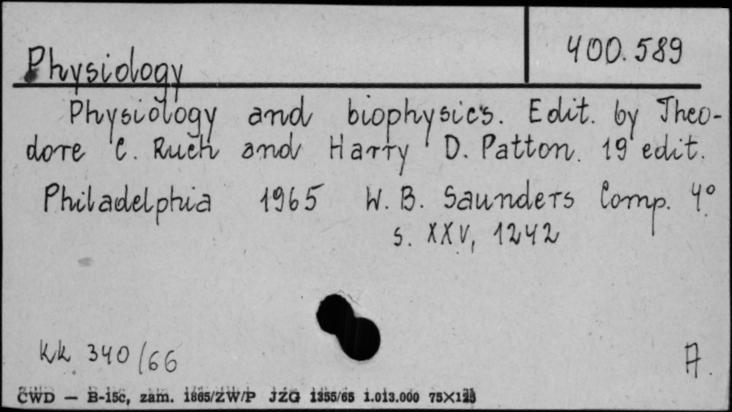 Physiology
400.589
Physiology and biophysics. Edit. by Theo-
dore C. Ruch and Harry D. Patton. 19 edit.
Philadelphia 1965 W. B. Saunders Comp. 4°
s. XXV, 1242
KK 340/66
A.
CWD — B-15c, zam. 1865/ZW/P JZG 1355/65 1.013.000 75×125